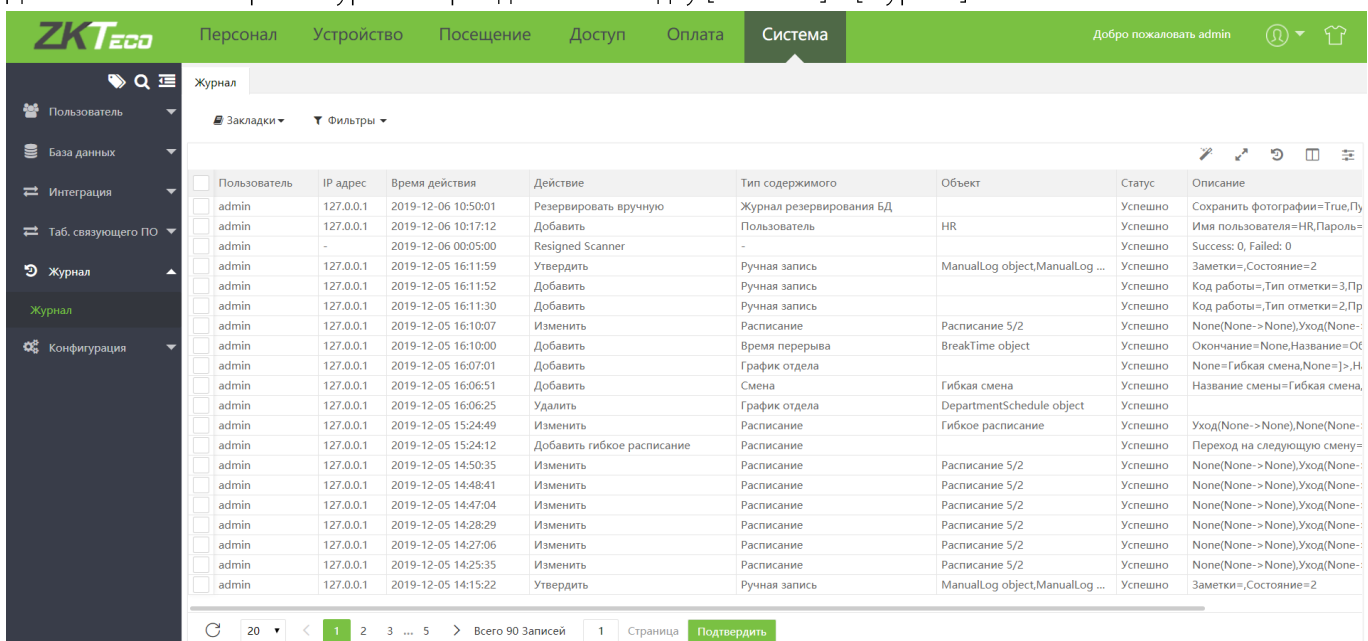 ZKTeco Персонал Устройство Посещение Доступ Оплата Система Добро пожаловать admin
Журнал
Пользователь
База данных
Интеграция
Таб. связующего ПО
Журнал
Журнал
Конфигурация
Закладки Фильтры
Пользователь IP адрес Время действия Действие Тип содержимого Объект Статус Описание
admin 127.0.0.1 2019-12-06 10:50:01 Резервировать вручную Журнал резервирования БД Успешно Сохранить фотографии=True,Пу
admin 127.0.0.1 2019-12-06 10:17:12 Добавить Пользователь HR Успешно Имя пользователя=HR,Пароль=
admin - 2019-12-06 00:05:00 Resigned Scanner - Успешно Success: 0, Failed: 0
admin 127.0.0.1 2019-12-05 16:11:59 Утвердить Ручная запись ManualLog object,ManualLog ... Успешно Заметки=,Состояние=2
admin 127.0.0.1 2019-12-05 16:11:52 Добавить Ручная запись Успешно Код работы=,Тип отметки=3,Пр
admin 127.0.0.1 2019-12-05 16:11:30 Добавить Ручная запись Успешно Код работы=,Тип отметки=2,Пр
admin 127.0.0.1 2019-12-05 16:10:07 Изменить Расписание Расписание 5/2 Успешно None(None->None),Уход(None-
admin 127.0.0.1 2019-12-05 16:10:00 Добавить Время перерыва BreakTime object Успешно Окончание=None,Название=Об
admin 127.0.0.1 2019-12-05 16:07:01 Добавить График отдела Успешно None=Гибкая смена,None=]>,На
admin 127.0.0.1 2019-12-05 16:06:51 Добавить Смена Гибкая смена Успешно Название смены=Гибкая смена,
admin 127.0.0.1 2019-12-05 16:06:25 Удалить График отдела DepartmentSchedule object Успешно
admin 127.0.0.1 2019-12-05 15:24:49 Изменить Расписание Гибкое расписание Успешно Уход(None->None),None(None-
admin 127.0.0.1 2019-12-05 15:24:12 Добавить гибкое расписание Расписание Успешно Переход на следующую смену=
admin 127.0.0.1 2019-12-05 14:50:35 Изменить Расписание Расписание 5/2 Успешно None(None->None),Уход(None-
admin 127.0.0.1 2019-12-05 14:48:41 Изменить Расписание Расписание 5/2 Успешно None(None->None),Уход(None-
admin 127.0.0.1 2019-12-05 14:47:04 Изменить Расписание Расписание 5/2 Успешно None(None->None),Уход(None-
admin 127.0.0.1 2019-12-05 14:28:29 Изменить Расписание Расписание 5/2 Успешно None(None->None),Уход(None-
admin 127.0.0.1 2019-12-05 14:27:06 Изменить Расписание Расписание 5/2 Успешно None(None->None),Уход(None-
admin 127.0.0.1 2019-12-05 14:25:35 Изменить Расписание Расписание 5/2 Успешно None(None->None),Уход(None-
admin 127.0.0.1 2019-12-05 14:15:22 Утвердить Ручная запись ManualLog object,ManualLog ... Успешно Заметки=,Состояние=2
20 < 1 2 3 ... 5 > Всего 90 Записей 1 Страница Подтвердить